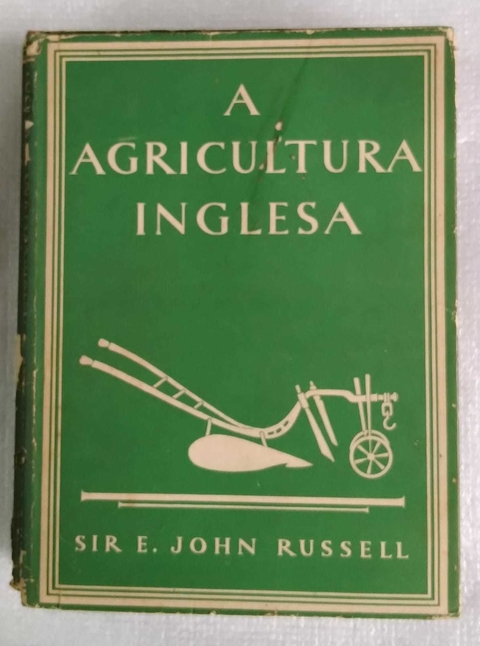 A
AGRICULTURA
INGLESA
SIR E. JOHN RUSSELL